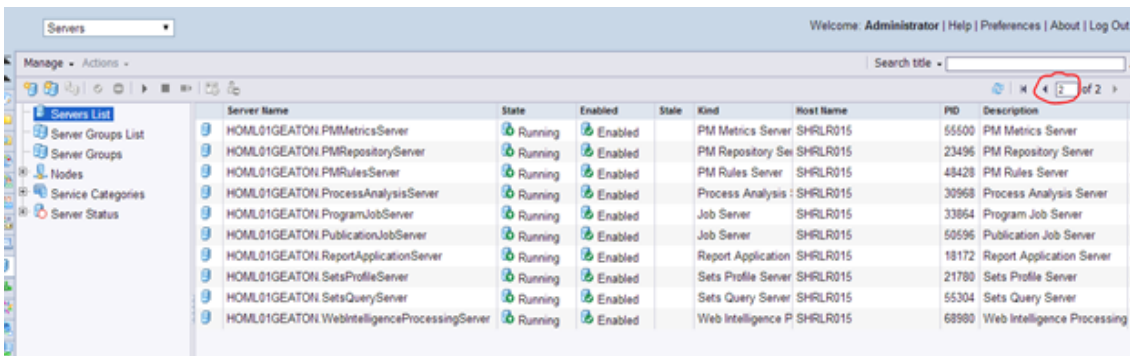 Servers
Welcome: Administrator | Help | Preferences | About | Log Out
Manage Actions
Search title
2 of 2
Servers List
Server Groups List
Server Groups
Nodes
Service Categories
Server Status
Server Name State Enabled Stale Kind Host Name PID Description
HOML01GEATON.PMMetricsServer Running Enabled PM Metrics Server SHRLR015 55500 PM Metrics Server
HOML01GEATON.PMRepositoryServer Running Enabled PM Repository Se SHRLR015 23496 PM Repository Server
HOML01GEATON.PMRulesServer Running Enabled PM Rules Server SHRLR015 48428 PM Rules Server
HOML01GEATON.ProcessAnalysisServer Running Enabled Process Analysis S SHRLR015 30968 Process Analysis Server
HOML01GEATON.ProgramJobServer Running Enabled Job Server SHRLR015 33864 Program Job Server
HOML01GEATON.PublicationJobServer Running Enabled Job Server SHRLR015 50596 Publication Job Server
HOML01GEATON.ReportApplicationServer Running Enabled Report Application SHRLR015 18172 Report Application Server
HOML01GEATON.SetsProfileServer Running Enabled Sets Profile Server SHRLR015 21780 Sets Profile Server
HOML01GEATON.SetsQueryServer Running Enabled Sets Query Server SHRLR015 55304 Sets Query Server
HOML01GEATON.WebIntelligenceProcessingServer Running Enabled Web Intelligence P SHRLR015 68980 Web Intelligence Processing